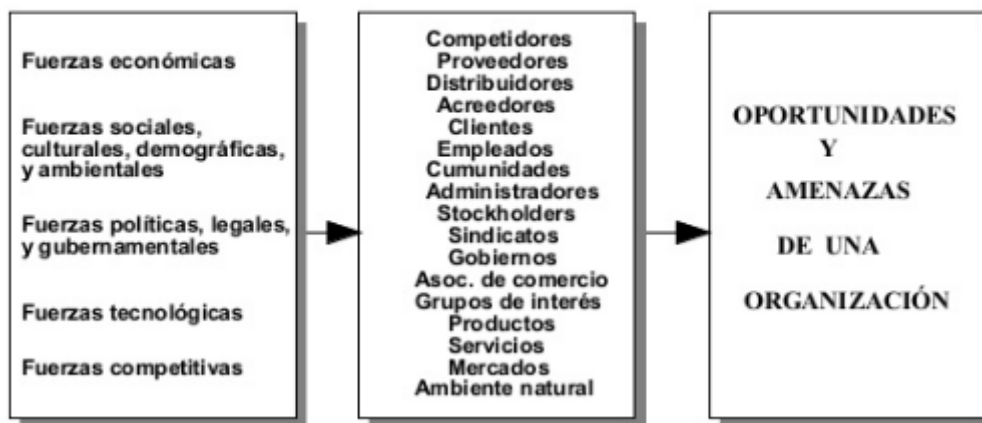 Fuerzas económicas
Fuerzas sociales,
culturales, demográficas,
y ambientales
Fuerzas políticas, legales,
y gubernamentales
Fuerzas tecnológicas
Fuerzas competitivas
Competidores
Proveedores
Distribuidores
Acreedores
Clientes
Empleados
Cumunidades
Administradores
Stockholders
Sindicatos
Gobiernos
Asoc. de comercio
Grupos de interés
Productos
Servicios
Mercados
Ambiente natural
OPORTUNIDADES
Y
AMENAZAS
DE UNA
ORGANIZACIÓN